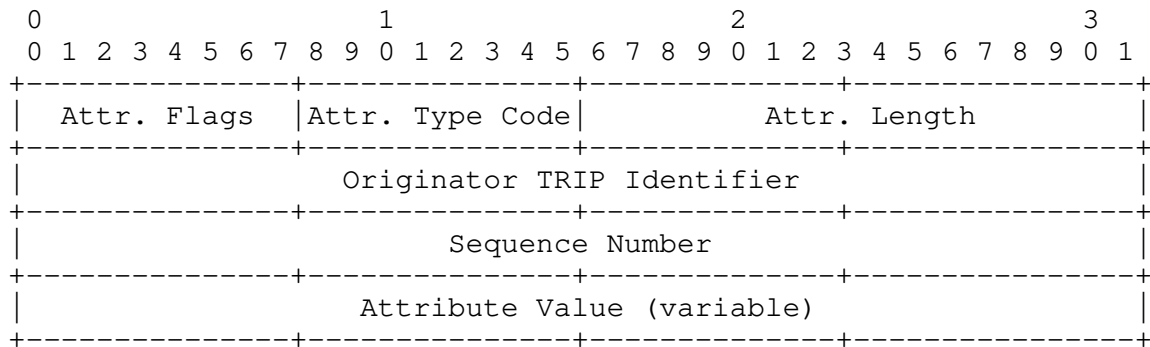 0                   1                   2                   3
 0 1 2 3 4 5 6 7 8 9 0 1 2 3 4 5 6 7 8 9 0 1 2 3 4 5 6 7 8 9 0 1
+---------------+---------------+--------------+----------------+
|  Attr. Flags  |Attr. Type Code|          Attr. Length         |
+---------------+---------------+--------------+----------------+
|                  Originator TRIP Identifier                   |
+---------------+---------------+--------------+----------------+
|                        Sequence Number                        |
+---------------+---------------+--------------+----------------+
|                   Attribute Value (variable)                  |
+---------------+---------------+--------------+----------------+